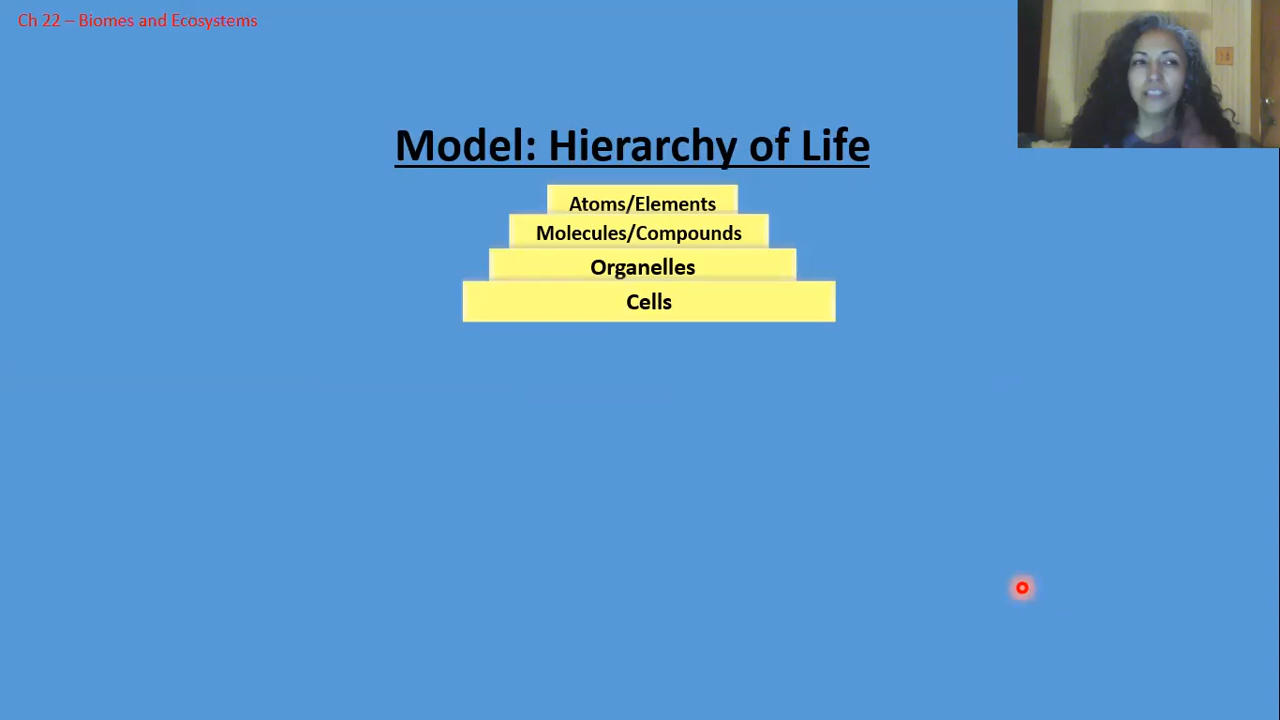 Ch 22 – Biomes and Ecosystems
Model: Hierarchy of Life
Atoms/Elements
Molecules/Compounds
Organelles
Cells